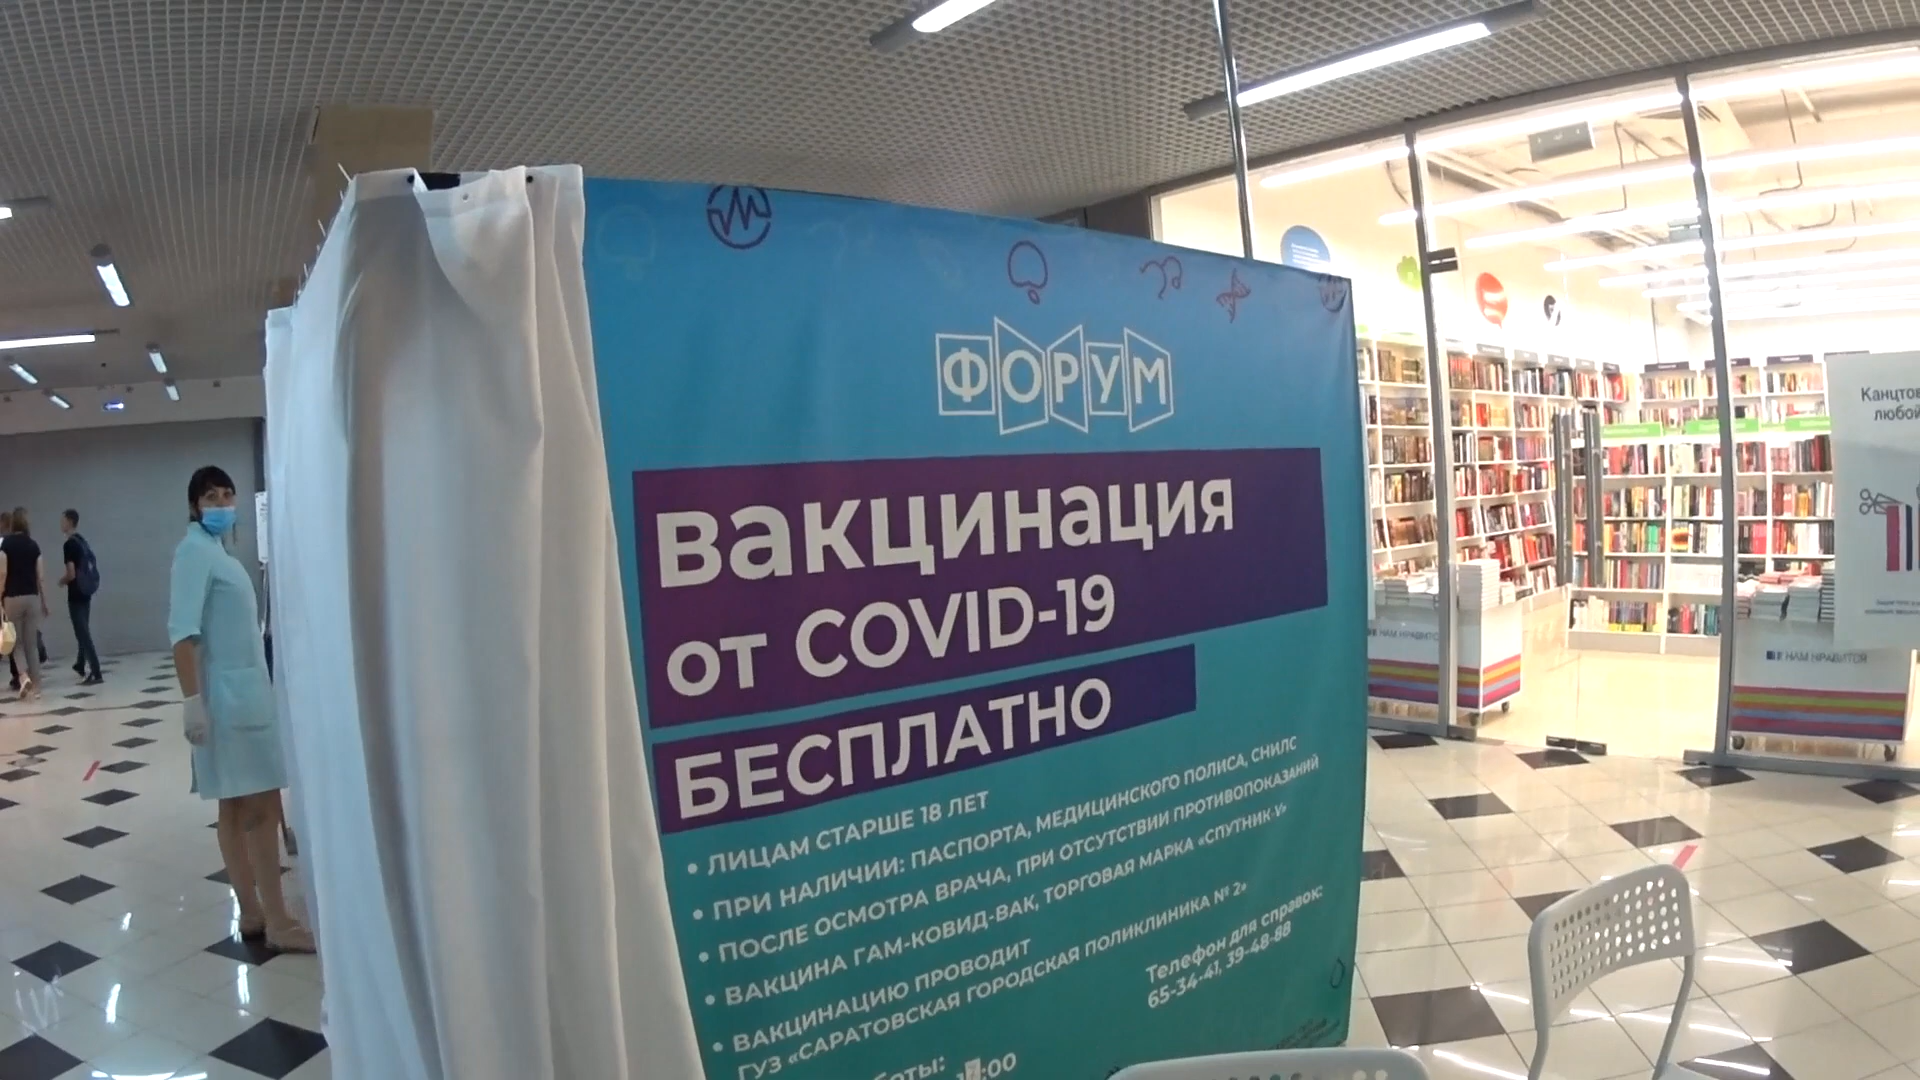 ФОРУМ
Вакцинация
от COVID-19
БЕСПЛАТНО
• ЛИЦАМ СТАРШЕ 18 ЛЕТ
• ПРИ НАЛИЧИИ: ПАСПОРТА, МЕДИЦИНСКОГО ПОЛИСА, СНИЛС
• ПОСЛЕ ОСМОТРА ВРАЧА, ПРИ ОТСУТСТВИИ ПРОТИВОПОКАЗАНИЙ
• ВАКЦИНА ГАМ-КОВИД-ВАК, ТОРГОВАЯ МАРКА «СПУТНИК-V»
• ВАКЦИНАЦИЮ ПРОВОДИТ
ГУЗ «САРАТОВСКАЯ ГОРОДСКАЯ ПОЛИКЛИНИКА № 2»
Телефон для справок:
65-34-41, 39-48-88
Канцтов
любой
НАМ НРАВИТСЯ